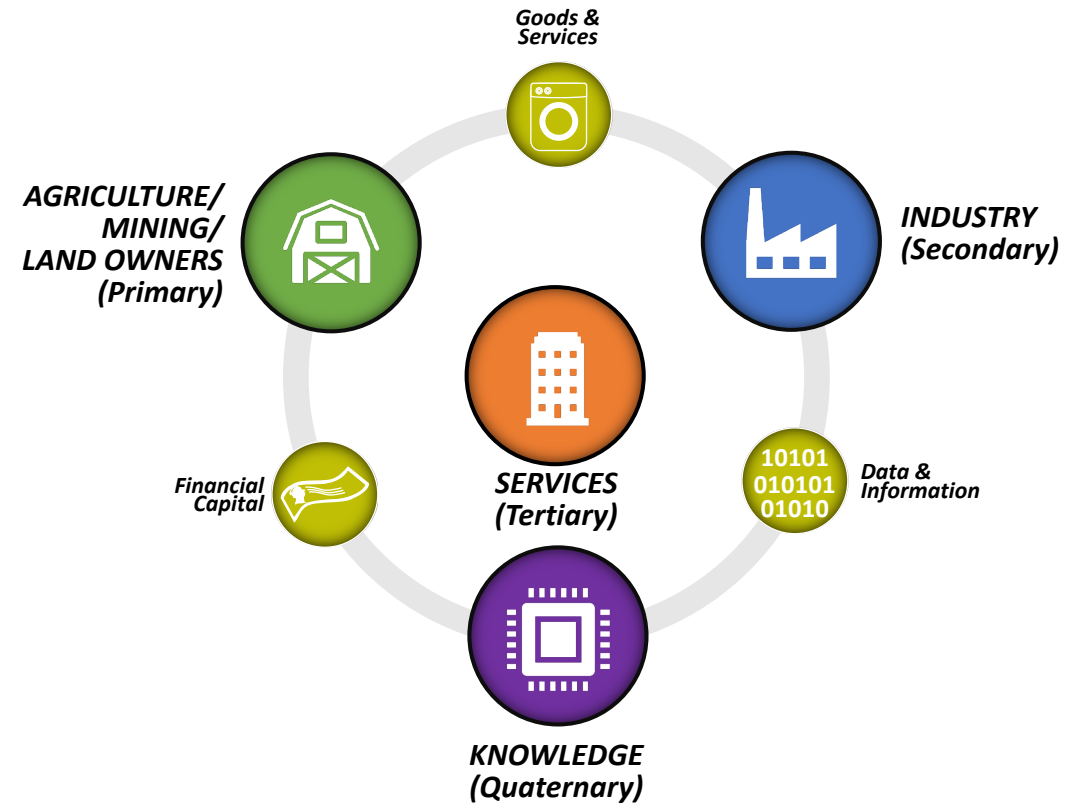 Goods &
Services
AGRICULTURE/
MINING/
LAND OWNERS
(Primary)
INDUSTRY
(Secondary)
SERVICES
(Tertiary)
Financial
Capital
10101
010101
01010
Data &
Information
KNOWLEDGE
(Quaternary)